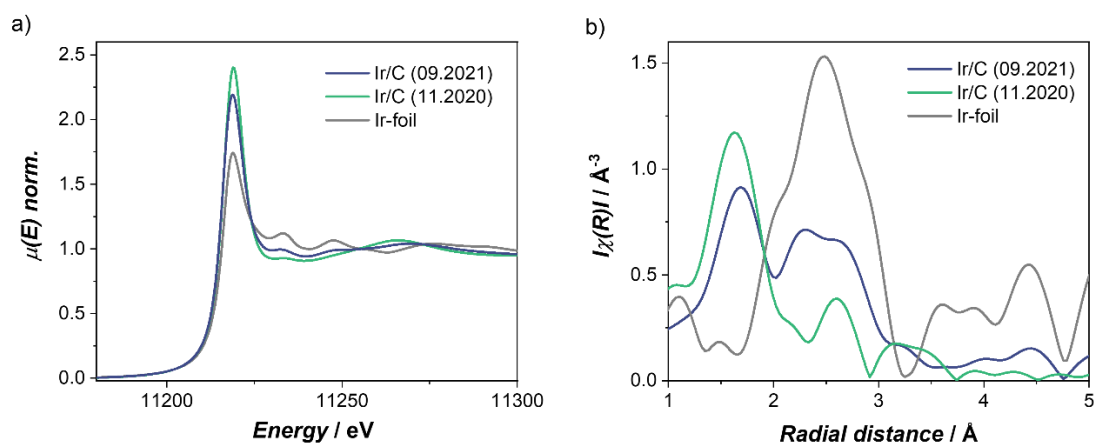 a)
2.5
2.0
1.5
1.0
0.5
0.0
μ(E) norm.
Ir/C (09.2021)
Ir/C (11.2020)
Ir-foil
11200
11250
11300
Energy / eV
b)
1.5
1.0
0.5
0.0
Iχ(R)I / Å⁻³
Ir/C (09.2021)
Ir/C (11.2020)
Ir-foil
1
2
3
4
5
Radial distance / Å